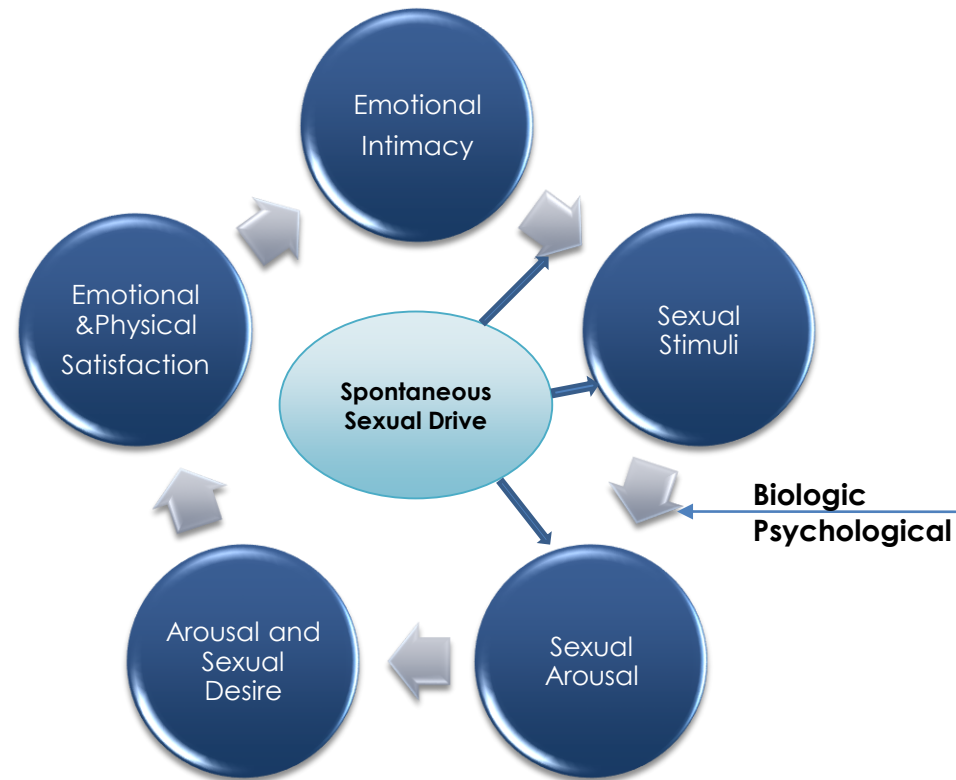 Emotional
Intimacy
Sexual
Stimuli
Biologic
Psychological
Sexual
Arousal
Arousal and
Sexual
Desire
Emotional
&Physical
Satisfaction
Spontaneous
Sexual Drive